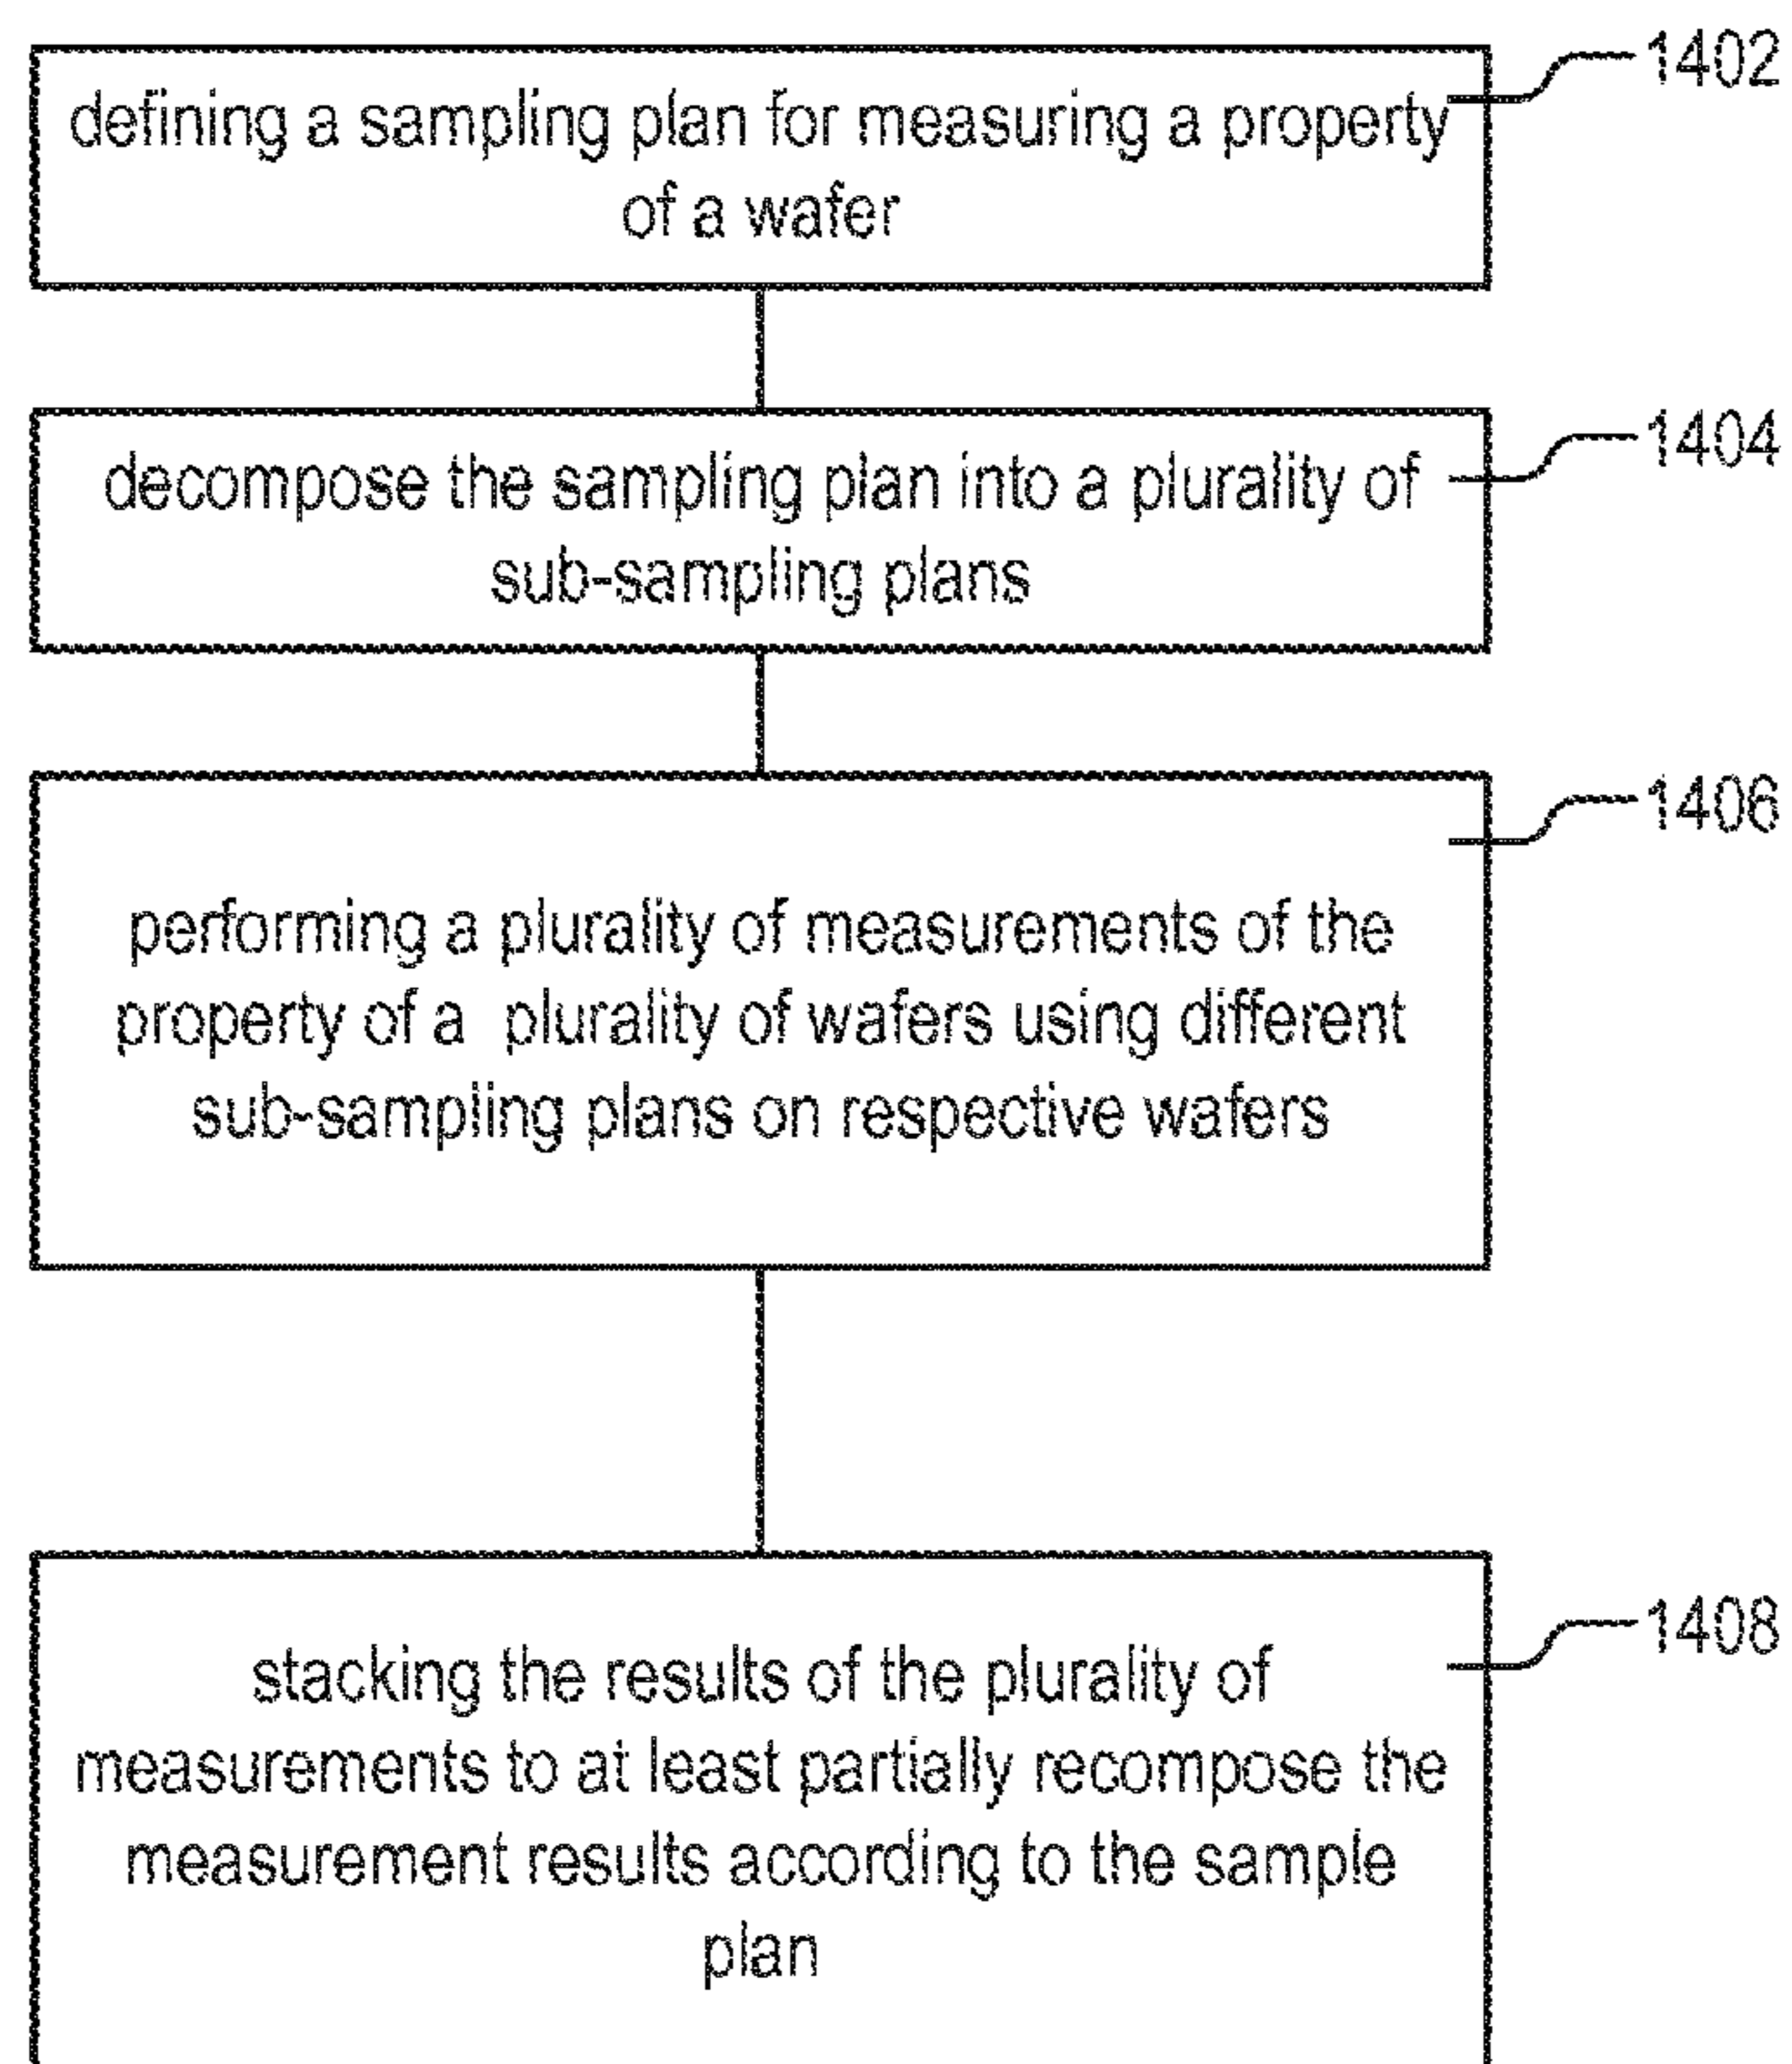 1402
defining a sampling plan for measuring a property
of a wafer
1404
decompose the sampling plan into a plurality of
sub-sampling plans
1406
performing a plurality of measurements of the
property of a plurality of wafers using different
sub-sampling plans on respective wafers
1408
stacking the results of the plurality of
measurements to at least partially recompose the
measurement results according to the sample
plan